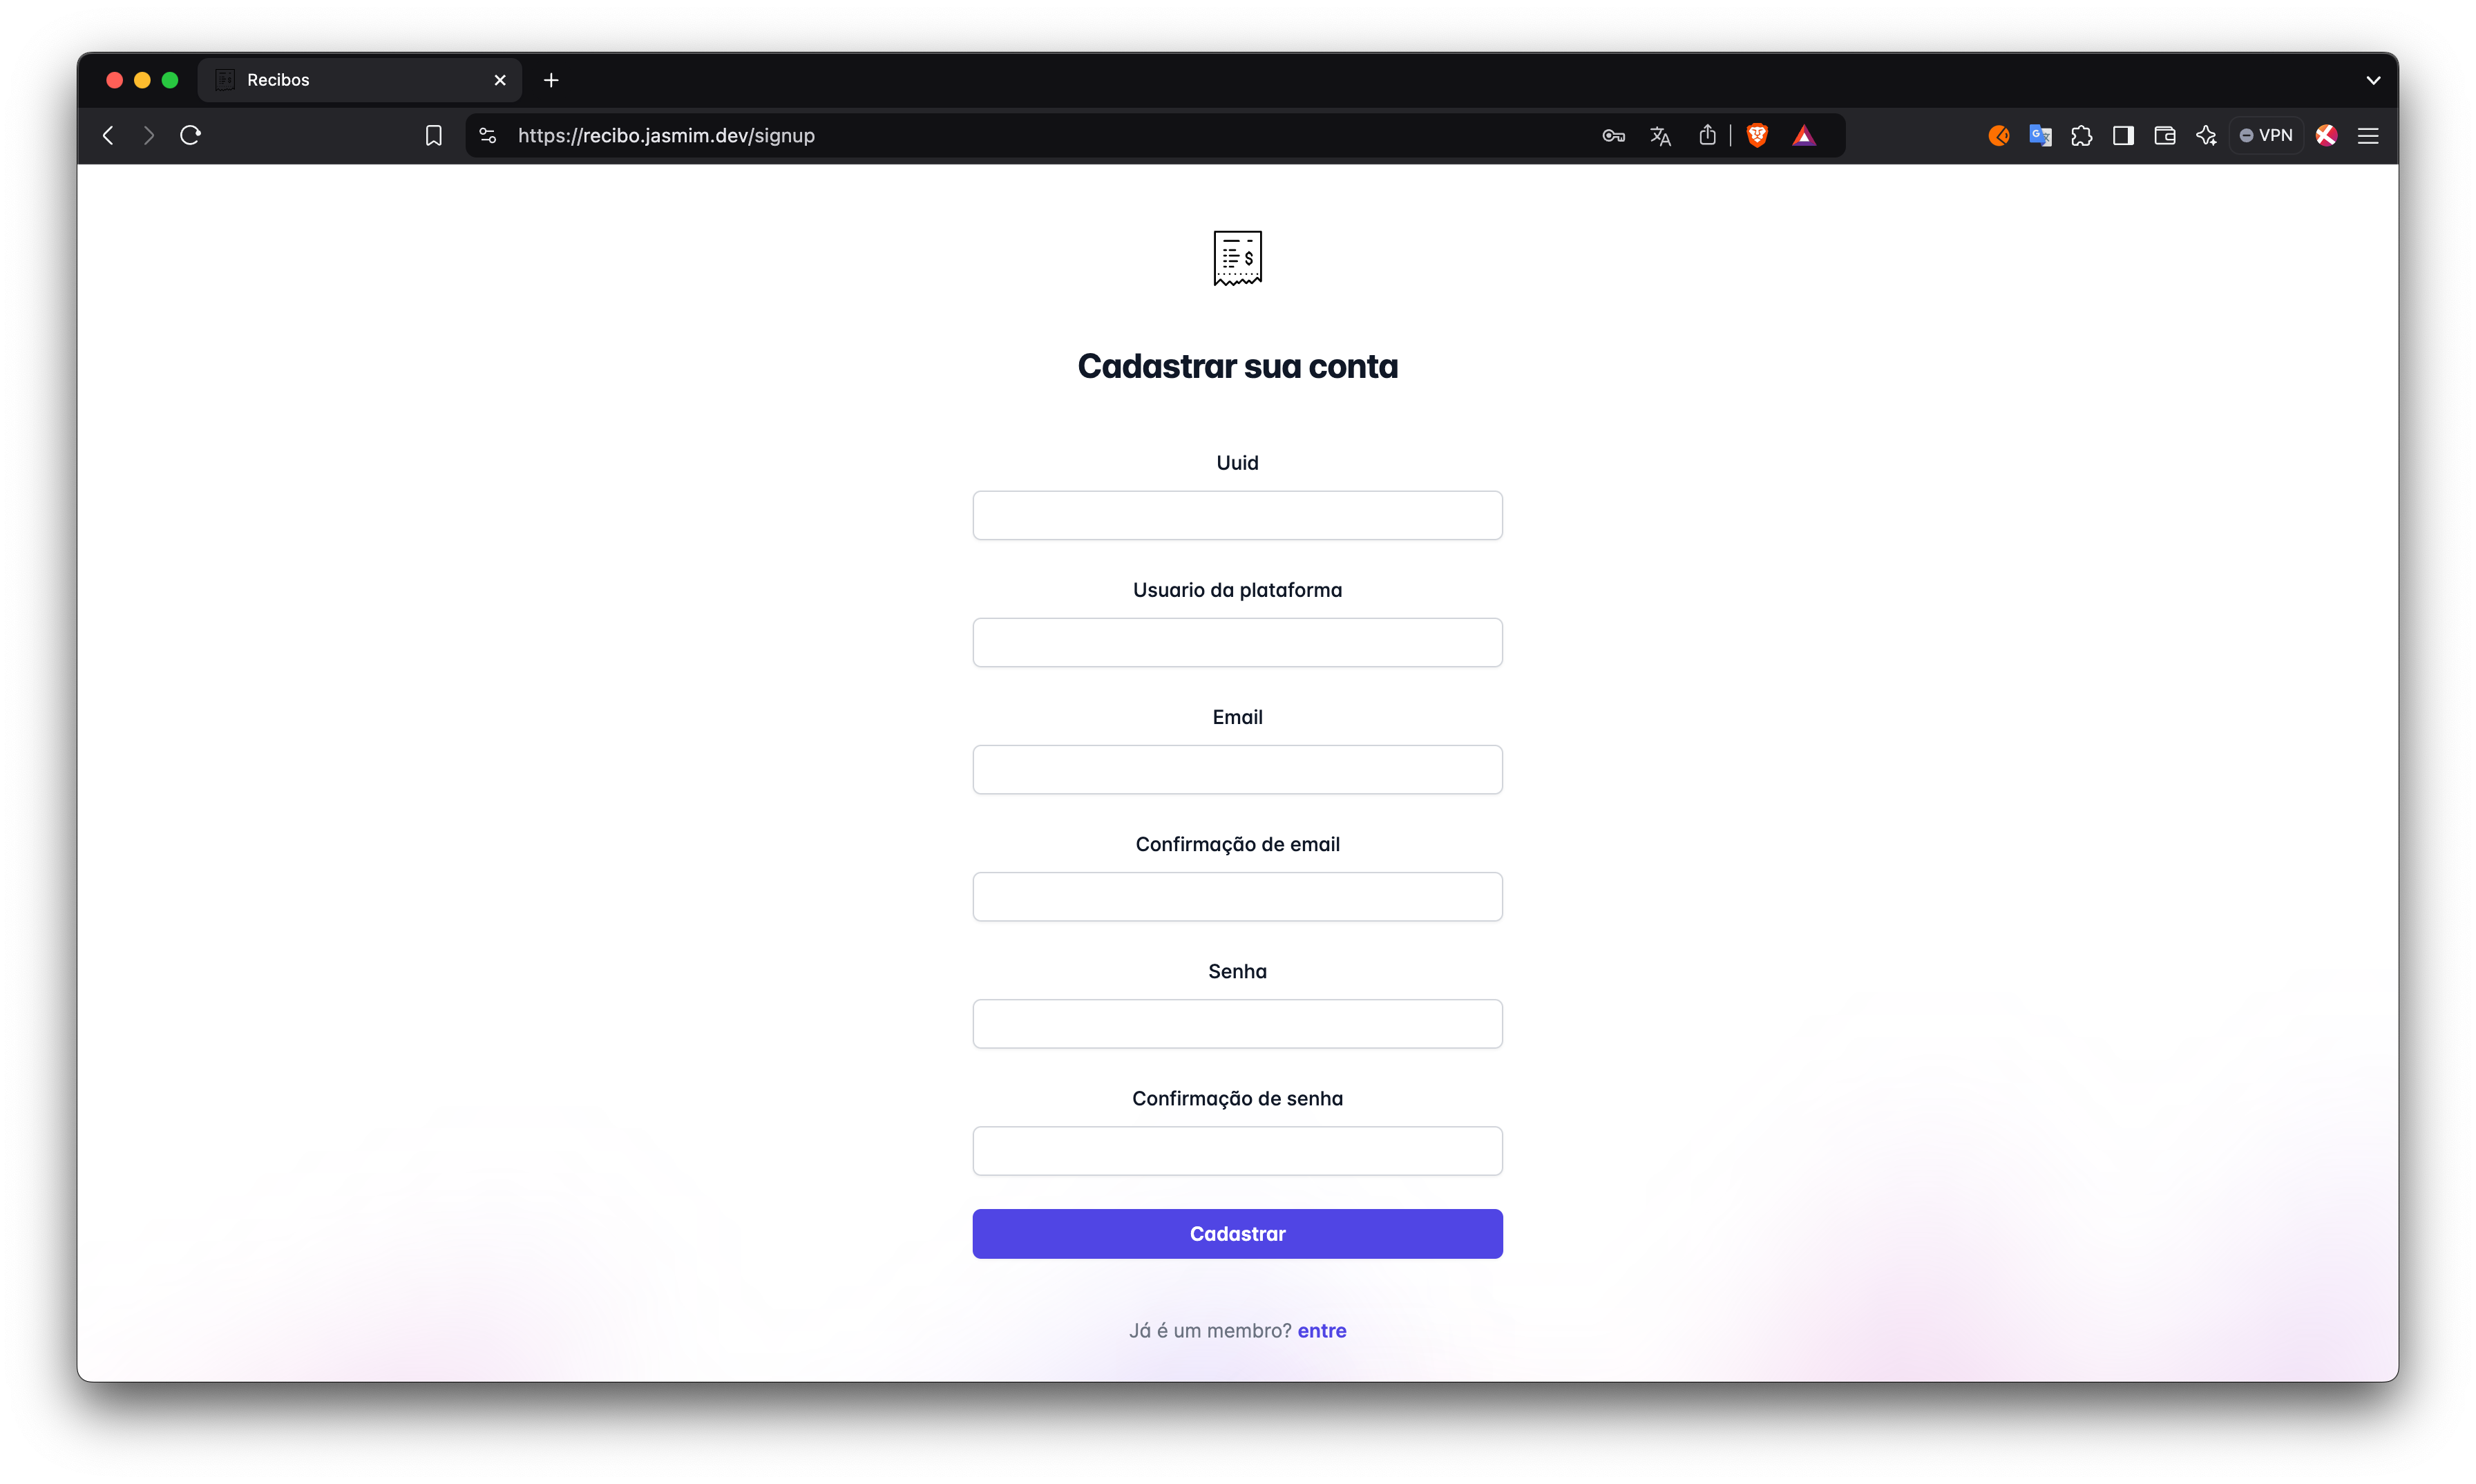 Recibos
https://recibo.jasmim.dev/signup
VPN
$
Cadastrar sua conta
Uuid
Usuario da plataforma
Email
Confirmação de email
Senha
Confirmação de senha
Cadastrar
Já é um membro? entre